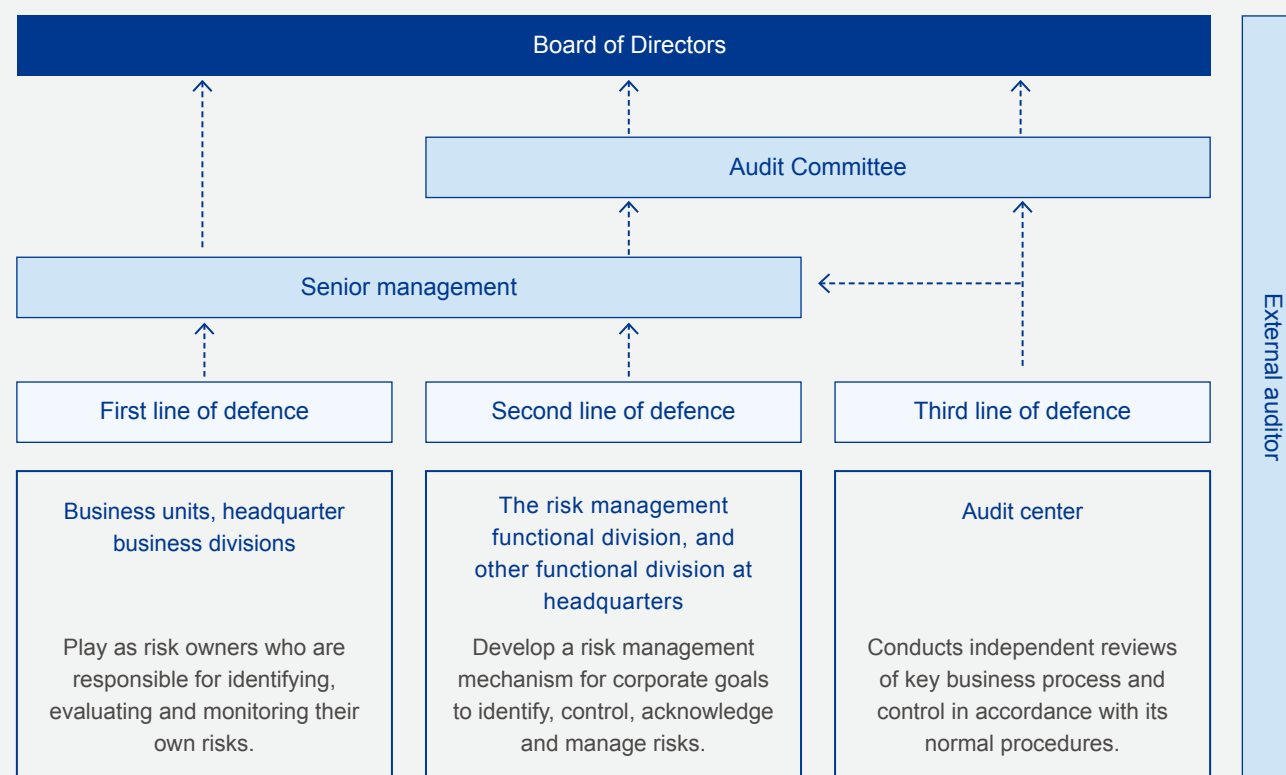 Board of Directors
Audit Committee
Senior management
First line of defence
Second line of defence
Third line of defence
Business units, headquarter
business divisions
Play as risk owners who are
responsible for identifying,
evaluating and monitoring their
own risks.
The risk management
functional division, and
other functional division at
headquarters
Develop a risk management
mechanism for corporate goals
to identify, control, acknowledge
and manage risks.
Audit center
Conducts independent reviews
of key business process and
control in accordance with its
normal procedures.
External auditor